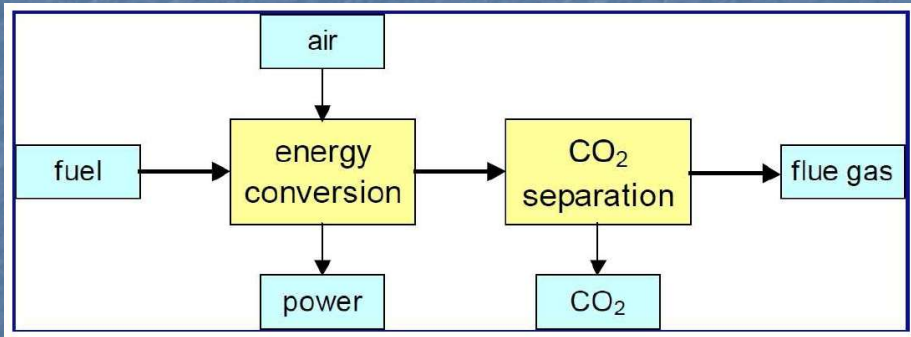 air
fuel
energy
conversion
CO₂
separation
flue gas
power
CO₂